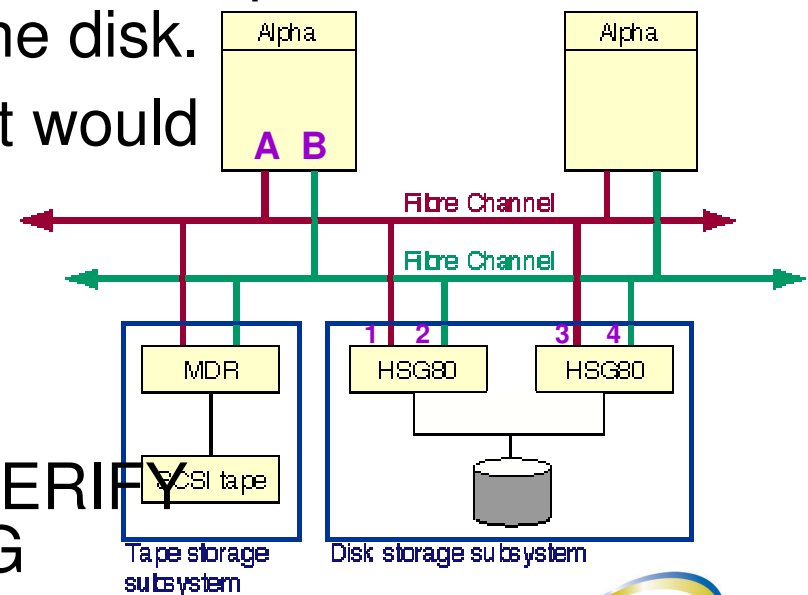 ne disk.
t would
Alpha
Alpha
A B
Fibre Channel
Fibre Channel
1 2 3 4
MDR
HSG80
HSG80
SCSI tape
ERIFY
G
Tape storage
subsystem
Disk storage subsystem